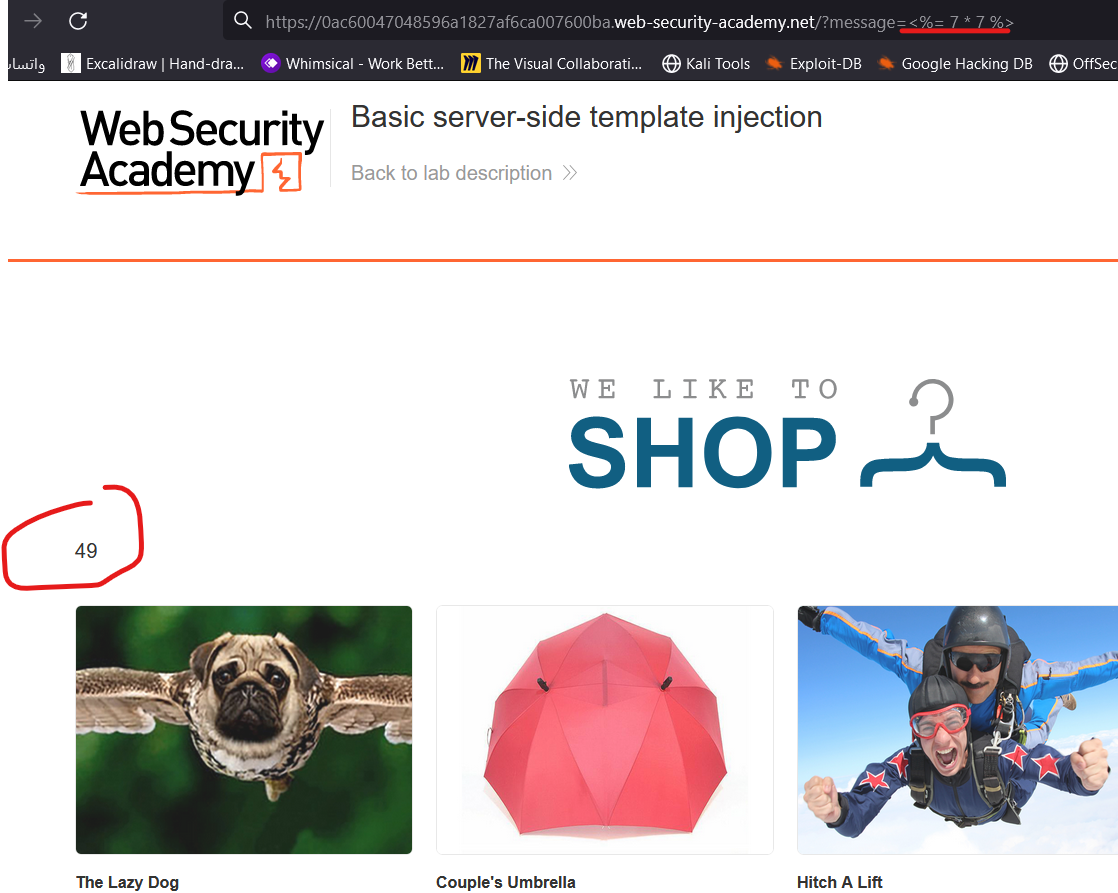 https://0ac60047048596a1827af6ca007600ba.web-security-academy.net/?message=<%= 7 * 7 %>
Excalidraw | Hand-dra... Whimsical - Work Bett... The Visual Collaborati... Kali Tools Exploit-DB Google Hacking DB OffSec
Web Security
Academy
Basic server-side template injection
Back to lab description
WE LIKE TO
SHOP
49
The Lazy Dog Couple's Umbrella Hitch A Lift